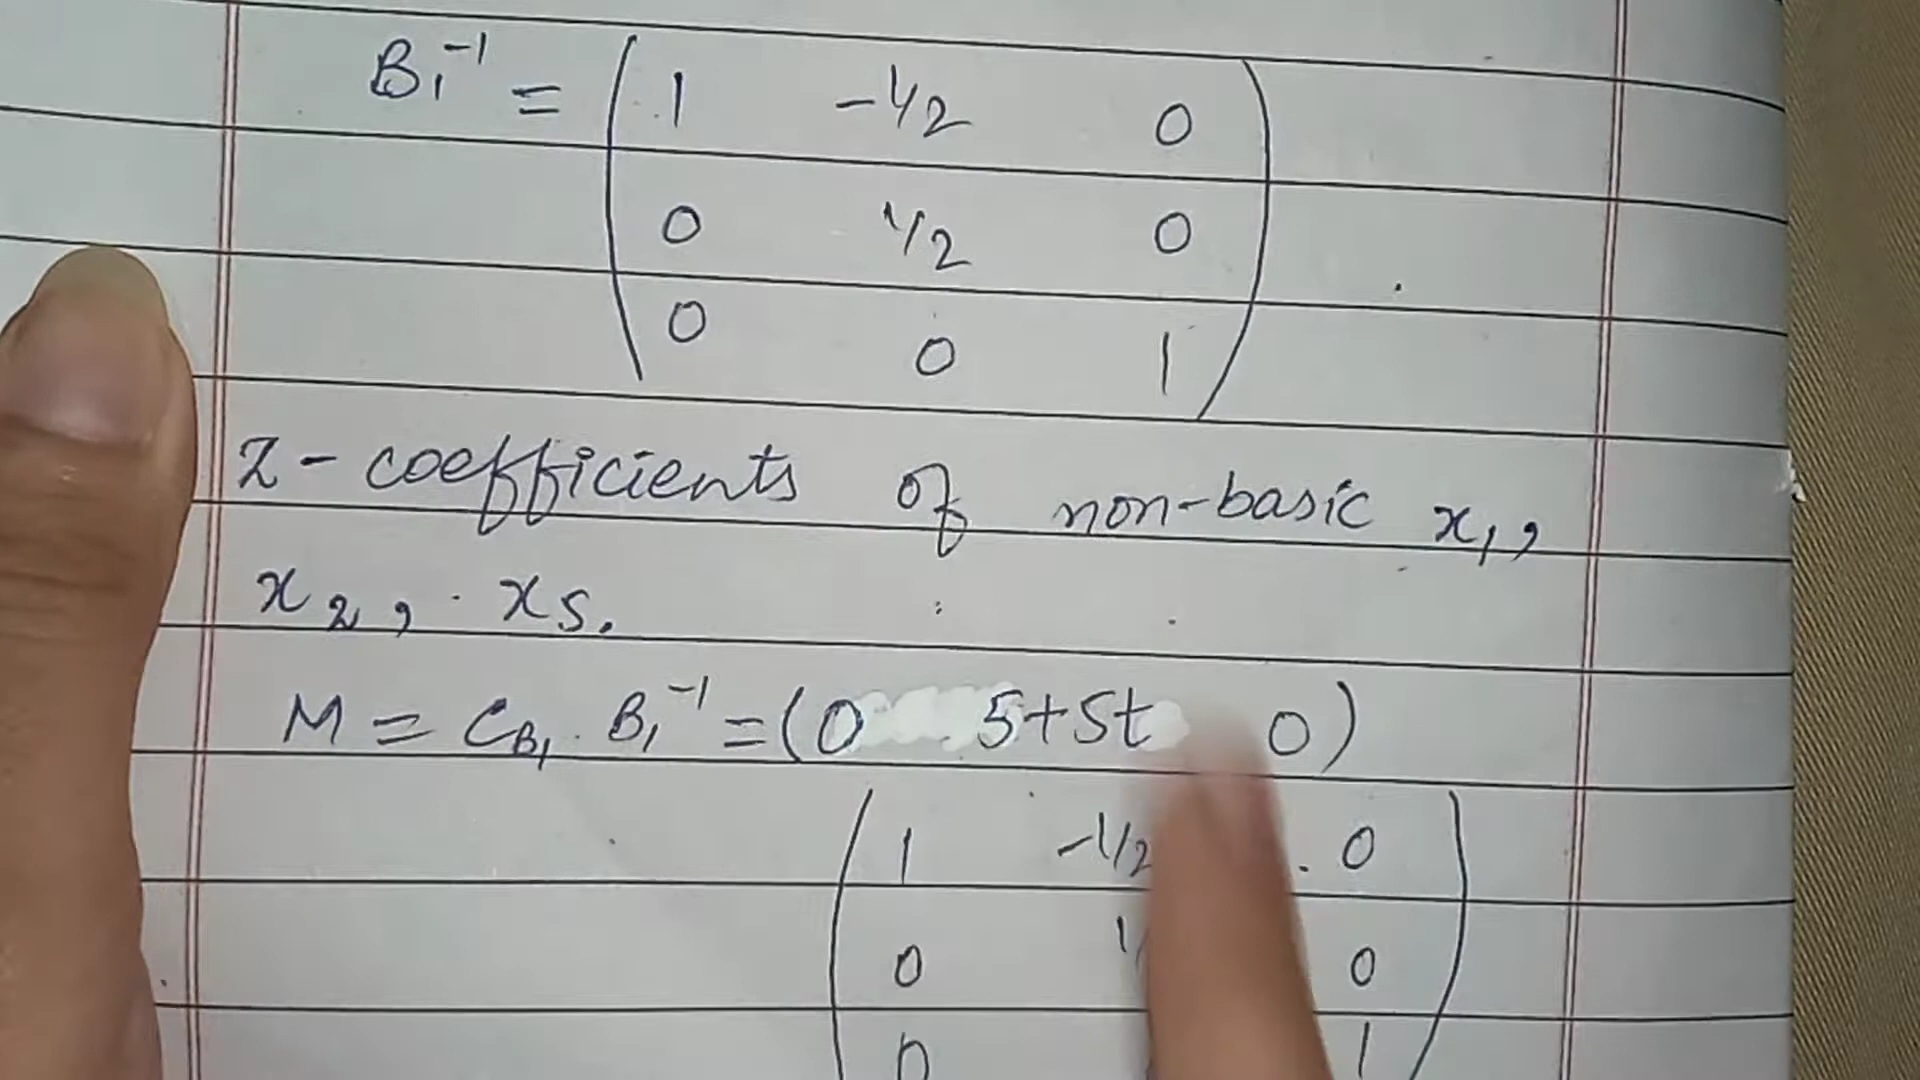 B₁⁻¹ = ( 1 -1/2 0
0 1/2 0
0 0 1 )
Z-coefficients of non-basic x₁,
x₂, x5.
M = C_B₁ . B₁⁻¹ = (0 5+5t 0)
( 1 -1/2 0
0 0
0 1 )